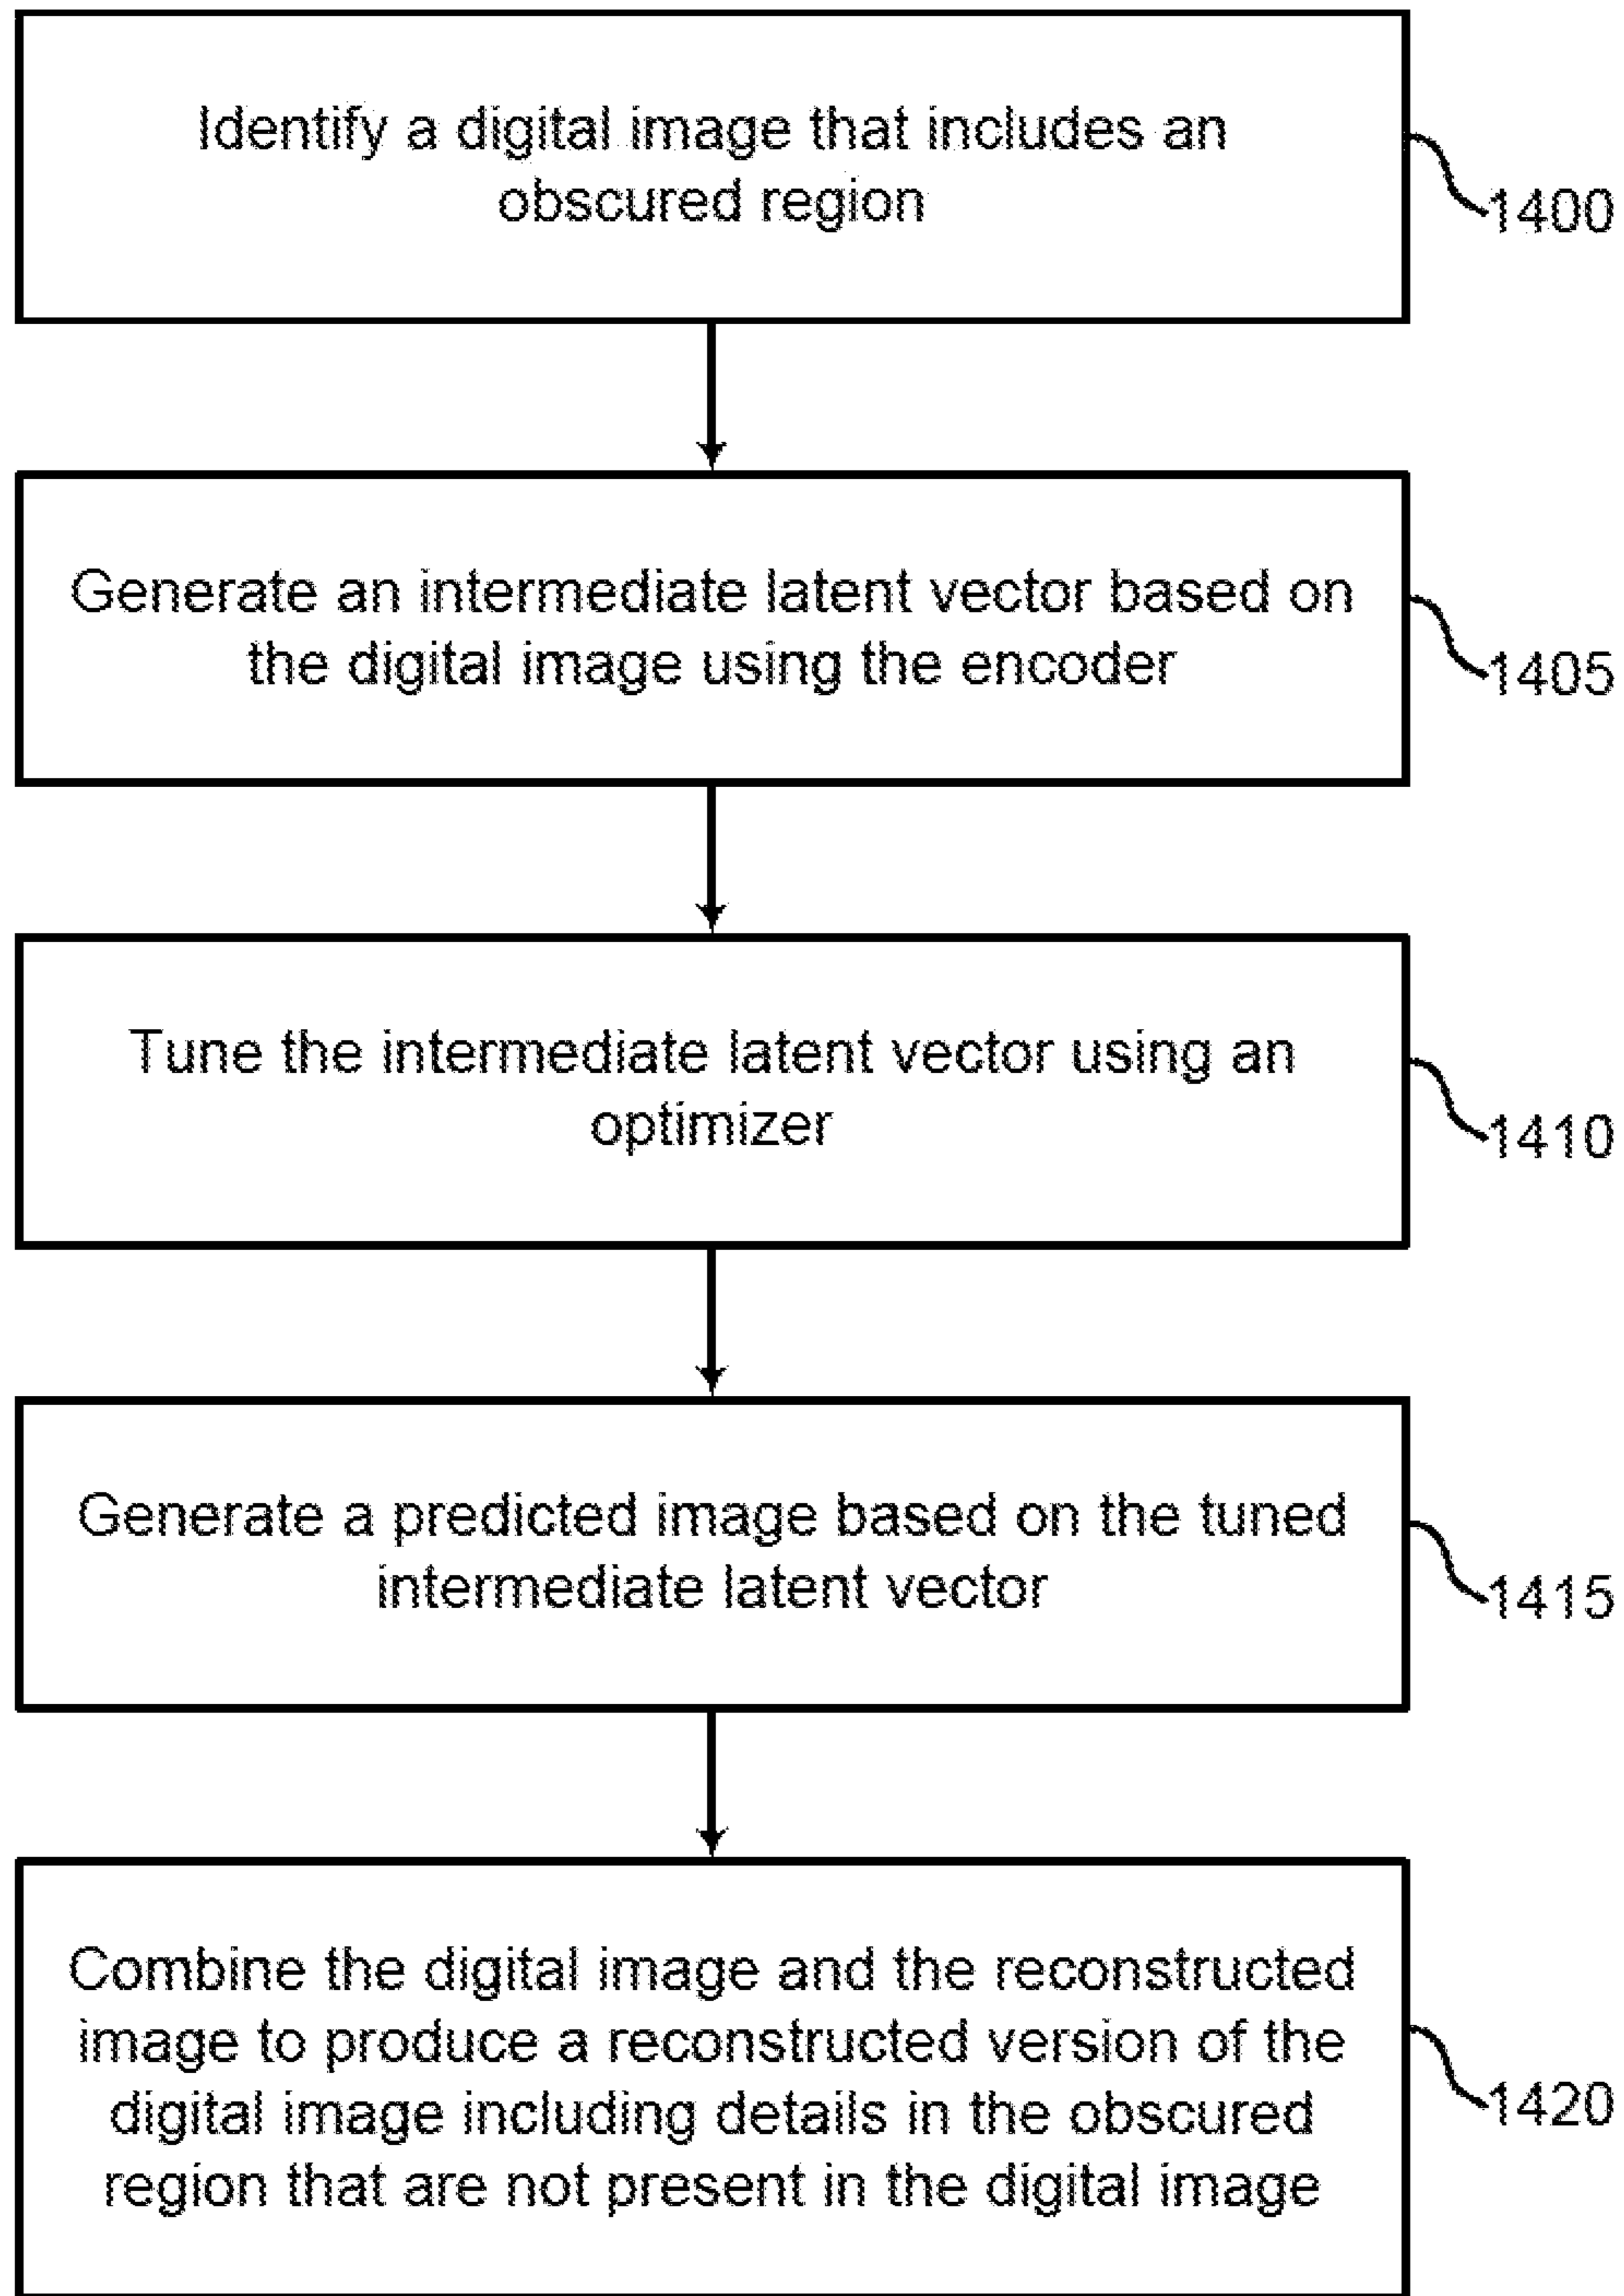 Identify a digital image that includes an
obscured region
1400
Generate an intermediate latent vector based on
the digital image using the encoder
1405
Tune the intermediate latent vector using an
optimizer
1410
Generate a predicted image based on the tuned
intermediate latent vector
1415
Combine the digital image and the reconstructed
image to produce a reconstructed version of the
digital image including details in the obscured
region that are not present in the digital image
1420